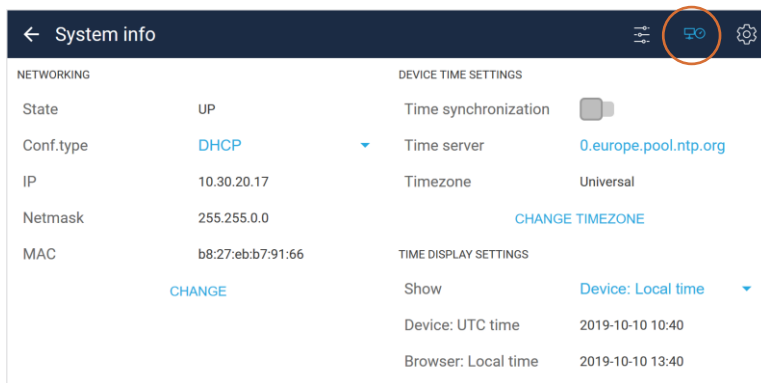 System info
NETWORKING
State UP
Conf.type DHCP
IP 10.30.20.17
Netmask 255.255.0.0
MAC b8:27:eb:b7:91:66
CHANGE
DEVICE TIME SETTINGS
Time synchronization
Time server 0.europe.pool.ntp.org
Timezone Universal
CHANGE TIMEZONE
TIME DISPLAY SETTINGS
Show Device: Local time
Device: UTC time 2019-10-10 10:40
Browser: Local time 2019-10-10 13:40